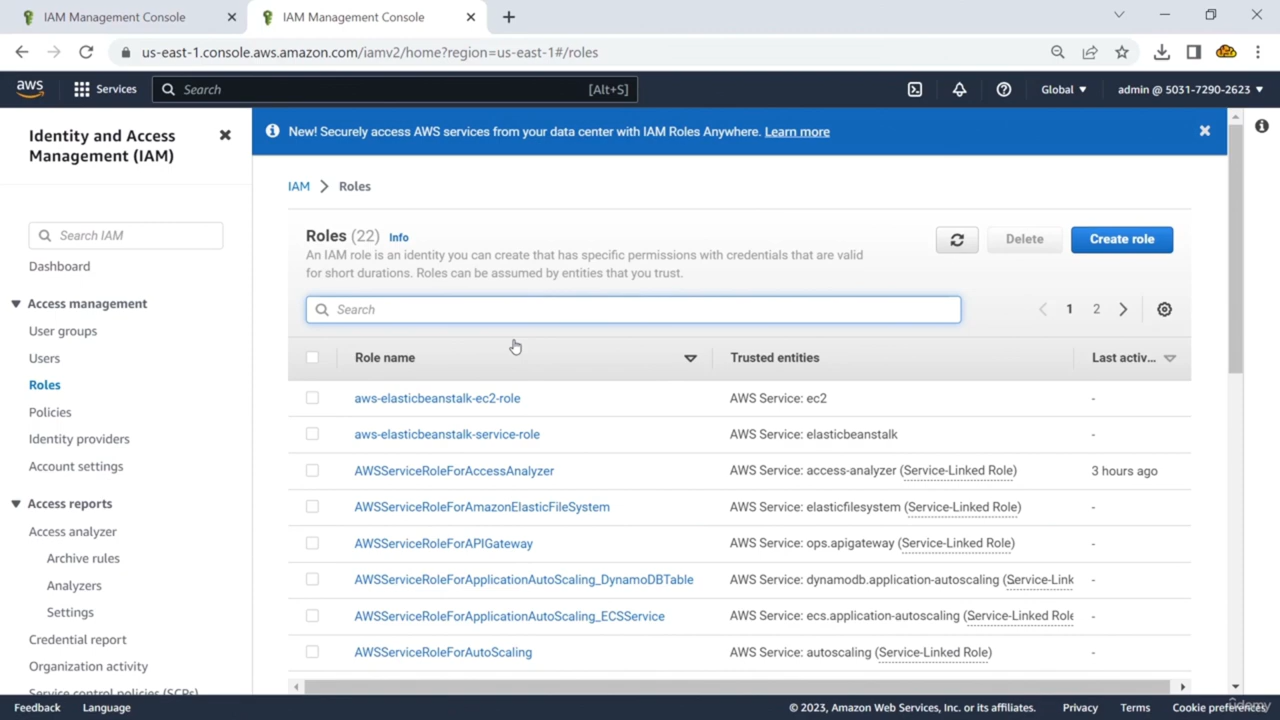 IAM Management Console
IAM Management Console
us-east-1.console.aws.amazon.com/iamv2/home?region=us-east-1#/roles
aws
Services
Search
[Alt+S]
Global
admin @ 5031-7290-2623
Identity and Access
Management (IAM)
Search IAM
Dashboard
Access management
User groups
Users
Roles
Policies
Identity providers
Account settings
Access reports
Access analyzer
Archive rules
Analyzers
Settings
Credential report
Organization activity
Service control policies (SCPs)
New! Securely access AWS services from your data center with IAM Roles Anywhere. Learn more
IAM > Roles
Roles (22) Info
An IAM role is an identity you can create that has specific permissions with credentials that are valid
for short durations. Roles can be assumed by entities that you trust.
Delete
Create role
Search
1 2
Role name Trusted entities Last activ...
aws-elasticbeanstalk-ec2-role AWS Service: ec2 -
aws-elasticbeanstalk-service-role AWS Service: elasticbeanstalk -
AWSServiceRoleForAccessAnalyzer AWS Service: access-analyzer (Service-Linked Role) 3 hours ago
AWSServiceRoleForAmazonElasticFileSystem AWS Service: elasticfilesystem (Service-Linked Role) -
AWSServiceRoleForAPIGateway AWS Service: ops.apigateway (Service-Linked Role) -
AWSServiceRoleForApplicationAutoScaling_DynamoDBTable AWS Service: dynamodb.application-autoscaling (Service-Link -
AWSServiceRoleForApplicationAutoScaling_ECSService AWS Service: ecs.application-autoscaling (Service-Linked Role -
AWSServiceRoleForAutoScaling AWS Service: autoscaling (Service-Linked Role) -
Feedback Language © 2023, Amazon Web Services, Inc. or its affiliates. Privacy Terms Cookie preferences
udemy